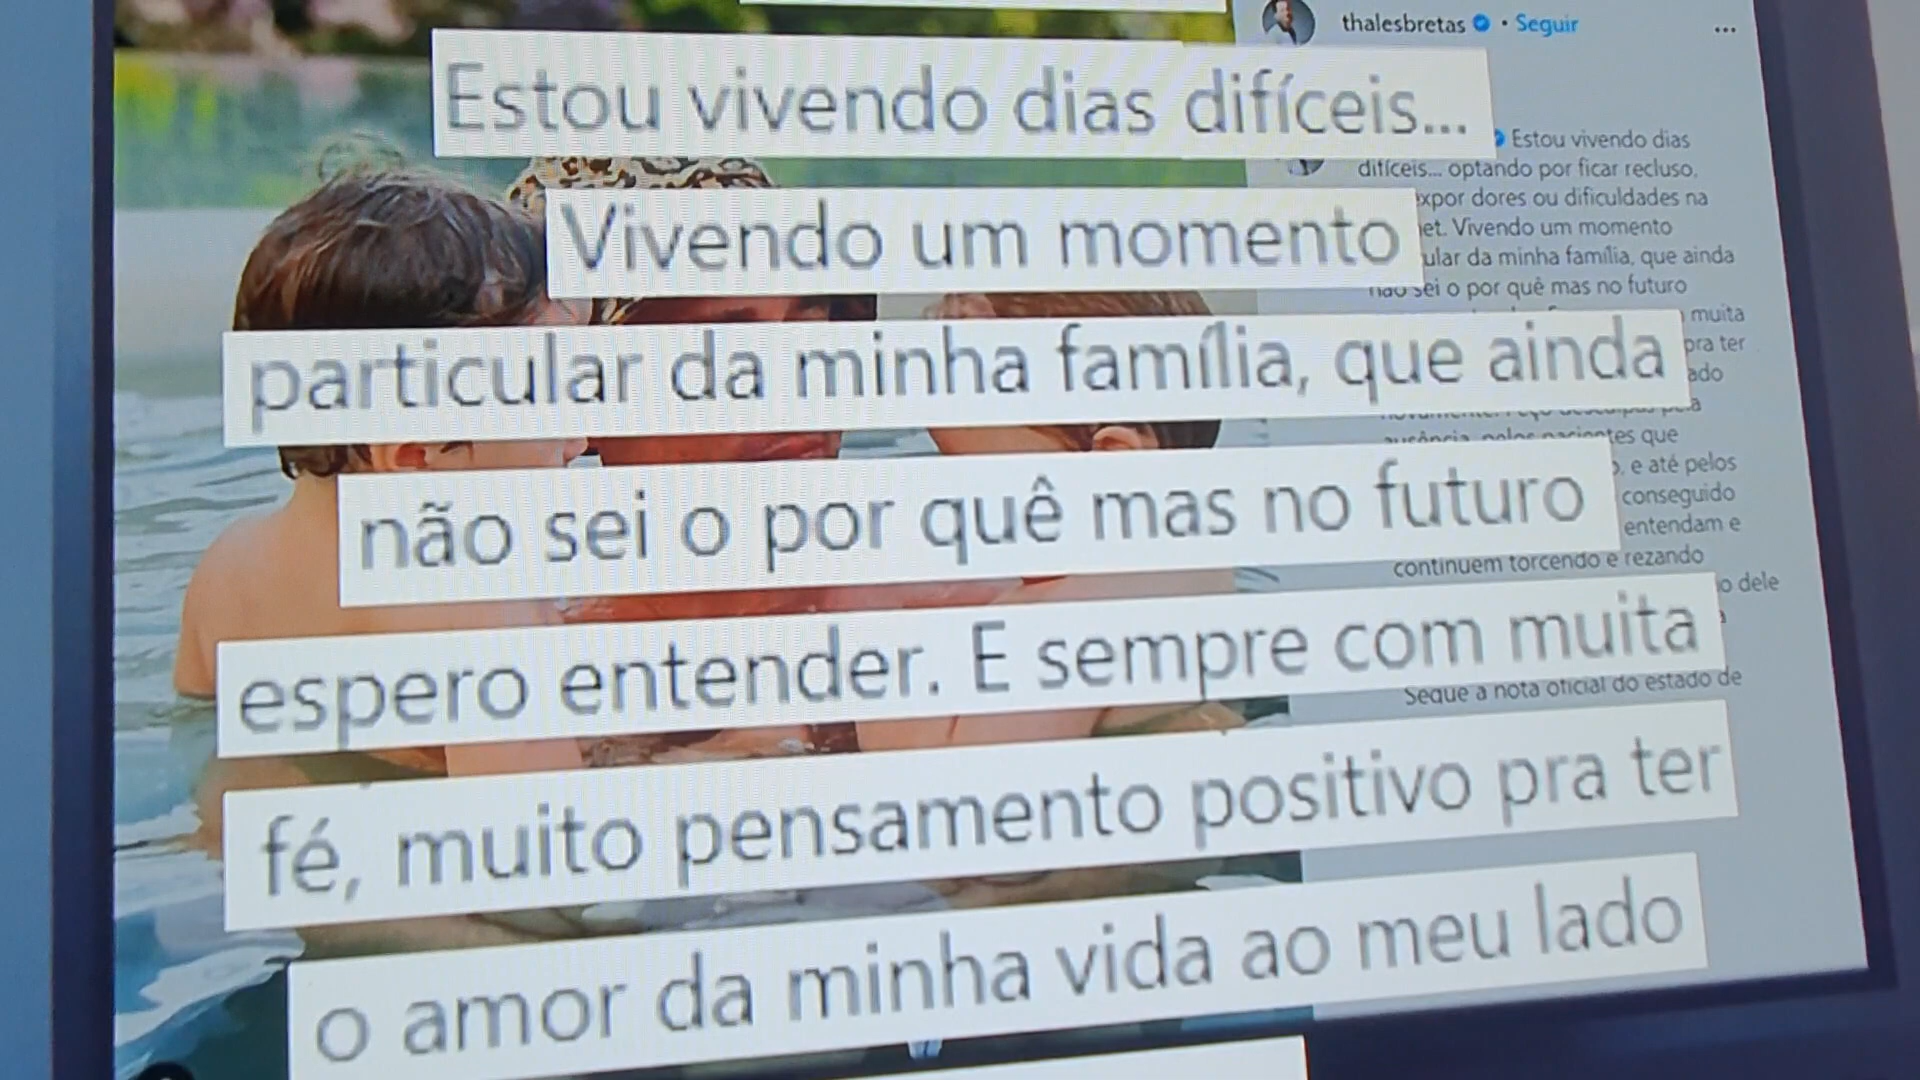 thalesbretas • Seguir
...
Estou vivendo dias difíceis...
Vivendo um momento
particular da minha família, que ainda
não sei o por quê mas no futuro
espero entender. E sempre com muita
fé, muito pensamento positivo pra ter
o amor da minha vida ao meu lado
Estou vivendo dias
difíceis... optando por ficar recluso,
dores ou dificuldades na
Vivendo um momento
da minha família, que ainda
não sei o por quê mas no futuro
muita
pra ter
que
e até pelos
conseguido
entendam e
continuem torcendo e rezando
dele
Segue a nota oficial do estado de